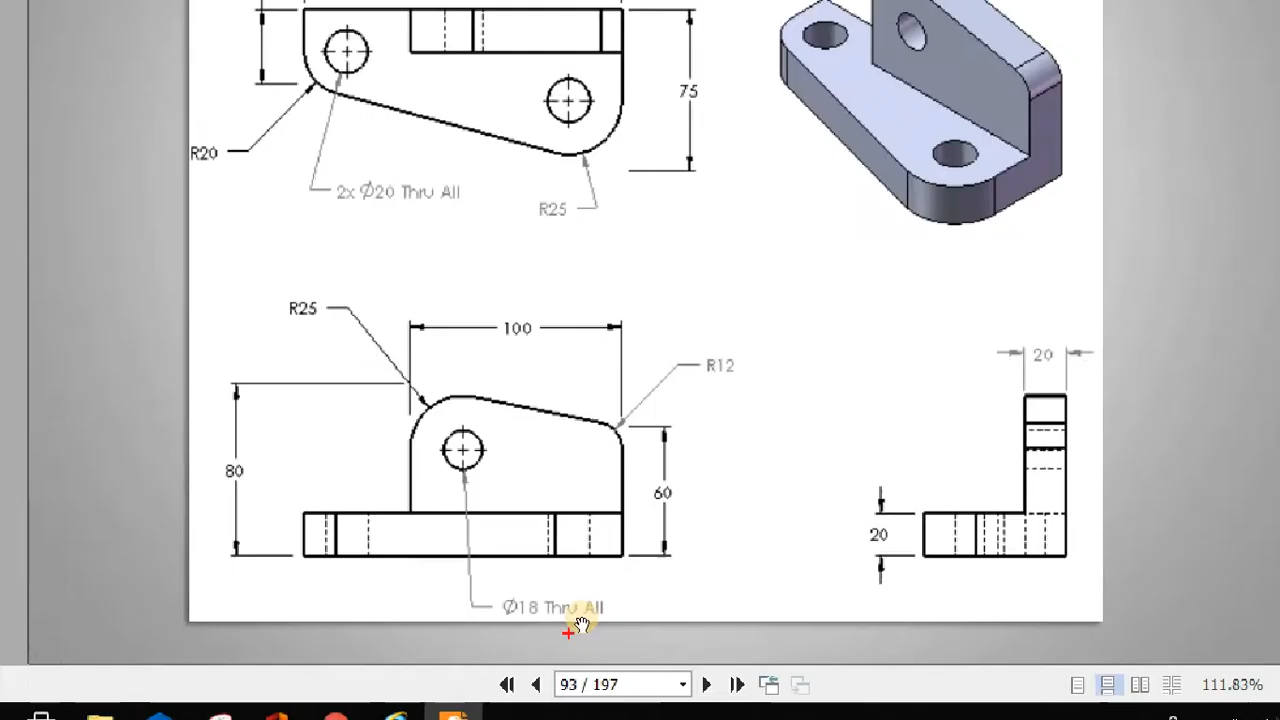 75
R20
2x Ø20 Thru All
R25
R25
100
R12
20
80
60
20
Ø18 Thru All
93 / 197
111.83%